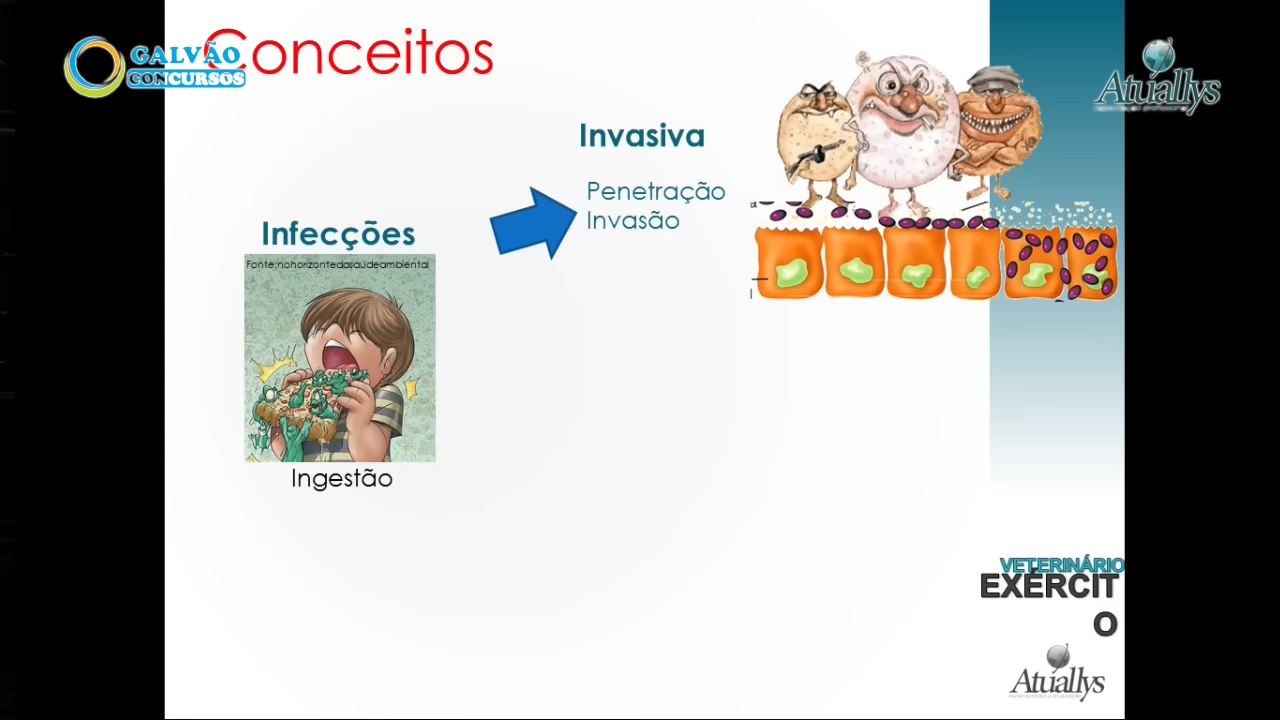 Conceitos
GALVÃO
CONCURSOS
Atuallys
Invasiva
Penetração
Invasão
Infecções
Fonte:nohorizontedasaudeambiental
Ingestão
VETERINÁRIO
EXÉRCIT
O
Atuallys